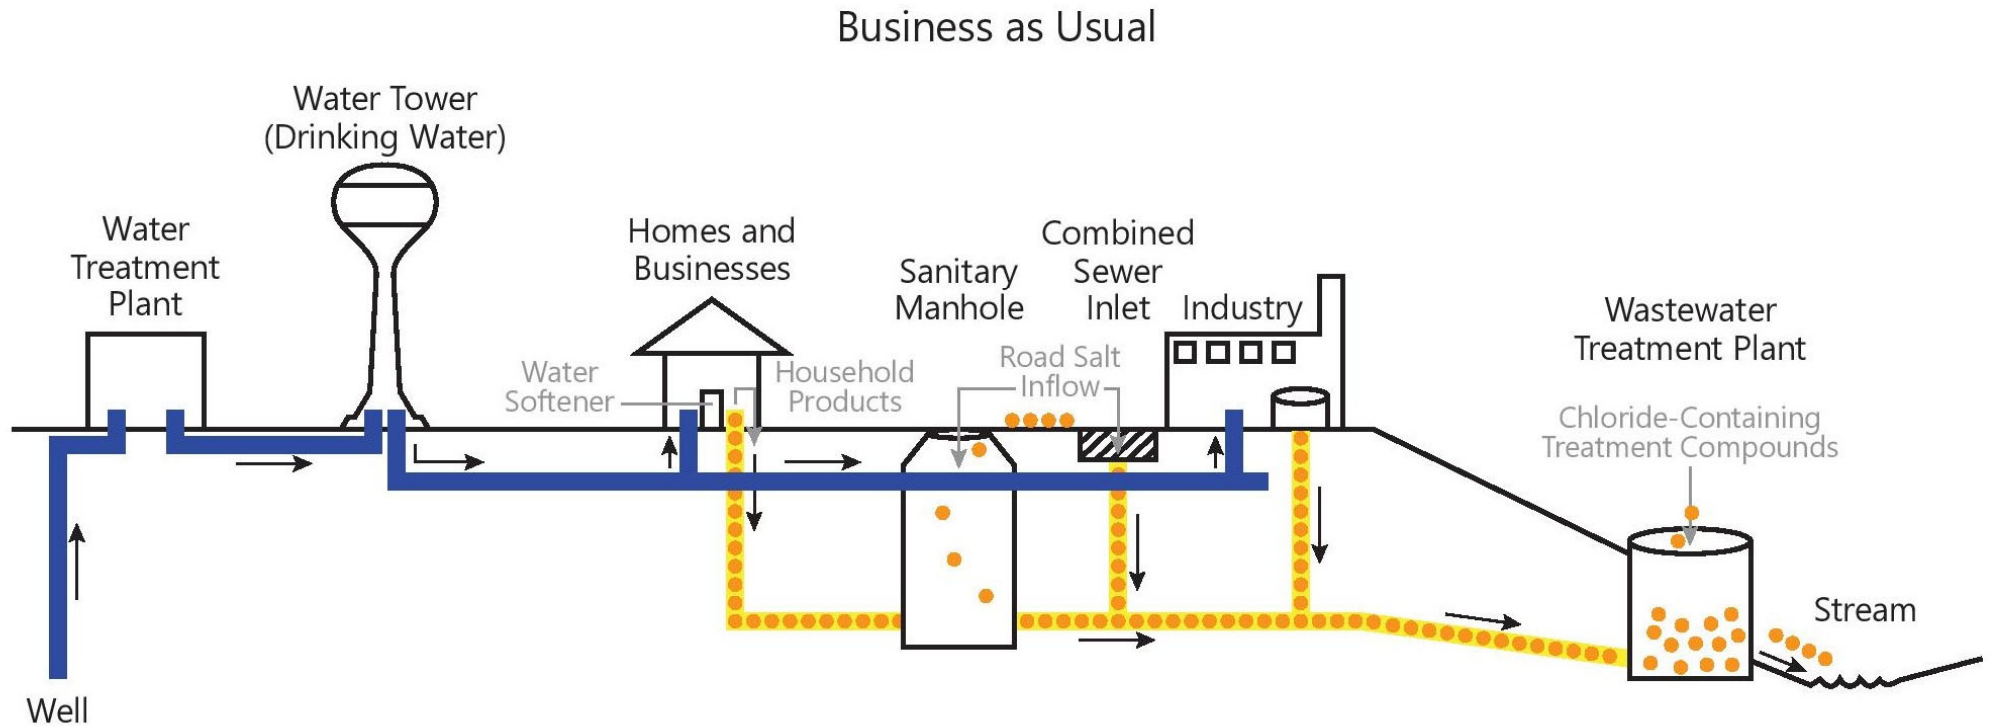 Business as Usual
Water Tower
(Drinking Water)
Water
Treatment
Plant
Homes and
Businesses
Sanitary
Manhole
Combined
Sewer
Inlet
Industry
Wastewater
Treatment Plant
Water
Softener
Household
Products
Road Salt
Inflow
Chloride-Containing
Treatment Compounds
Stream
Well